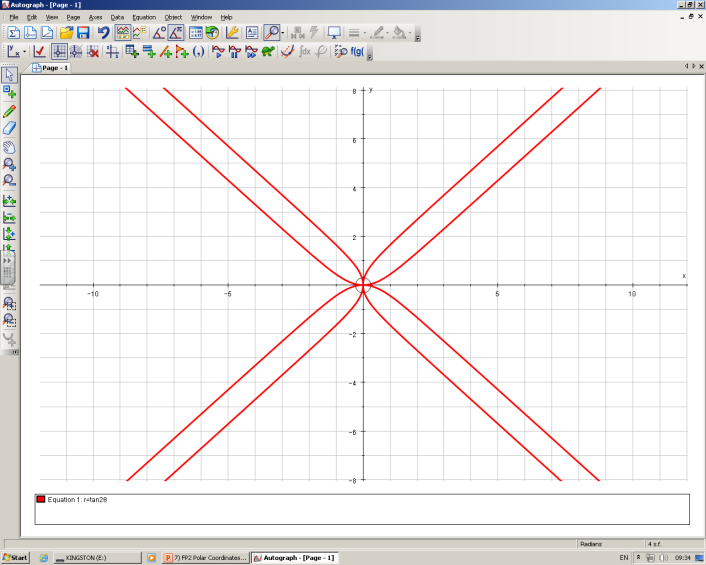 Autograph - [Page - 1]
File Edit View Page Axes Data Equation Object Window Help
Page - 1
y
8
6
4
2
x
-10 -5 5 10
-2
-4
-6
-8
Equation 1: r=tan2θ
Radians 4 s.f.
Start KINGSTON (E:) 7) FP2 Polar Coordinates... Autograph - [Page - 1] EN 09:34